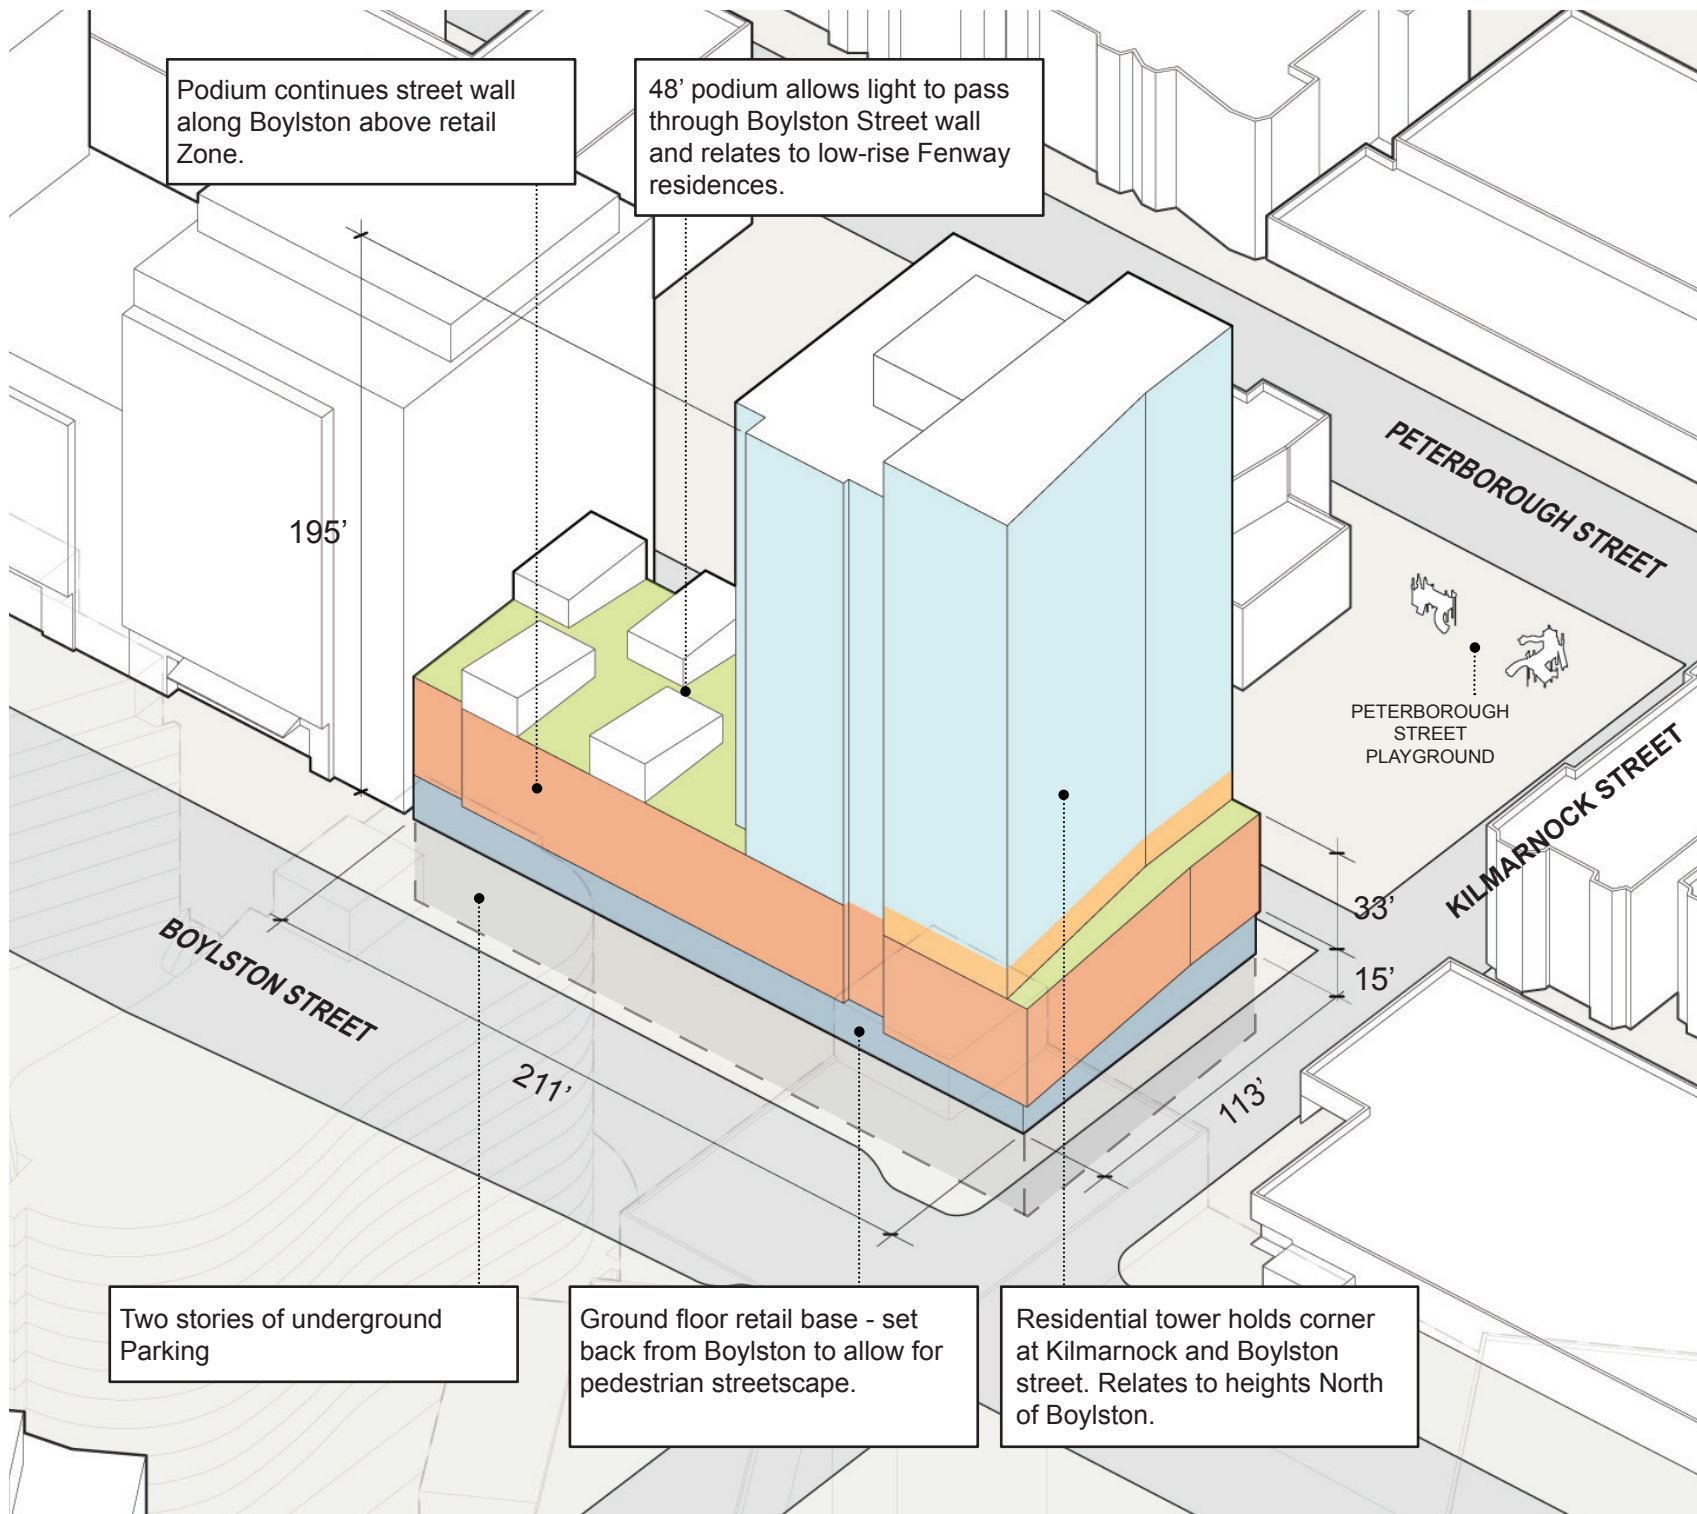 Podium continues street wall
along Boylston above retail
Zone.
48’ podium allows light to pass
through Boylston Street wall
and relates to low-rise Fenway
residences.
195’
PETERBOROUGH STREET
PETERBOROUGH
STREET
PLAYGROUND
KILMARNOCK STREET
33’
15’
BOYLSTON STREET
211’
113’
Two stories of underground
Parking
Ground floor retail base - set
back from Boylston to allow for
pedestrian streetscape.
Residential tower holds corner
at Kilmarnock and Boylston
street. Relates to heights North
of Boylston.